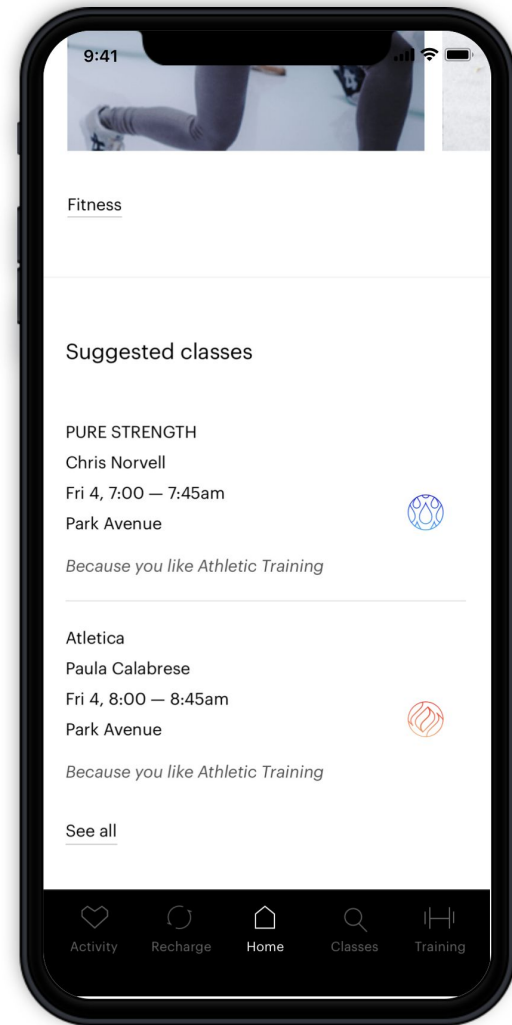 9:41
Fitness
Suggested classes
PURE STRENGTH
Chris Norvell
Fri 4, 7:00 — 7:45am
Park Avenue
Because you like Athletic Training
Atletica
Paula Calabrese
Fri 4, 8:00 — 8:45am
Park Avenue
Because you like Athletic Training
See all
Activity Recharge Home Classes Training